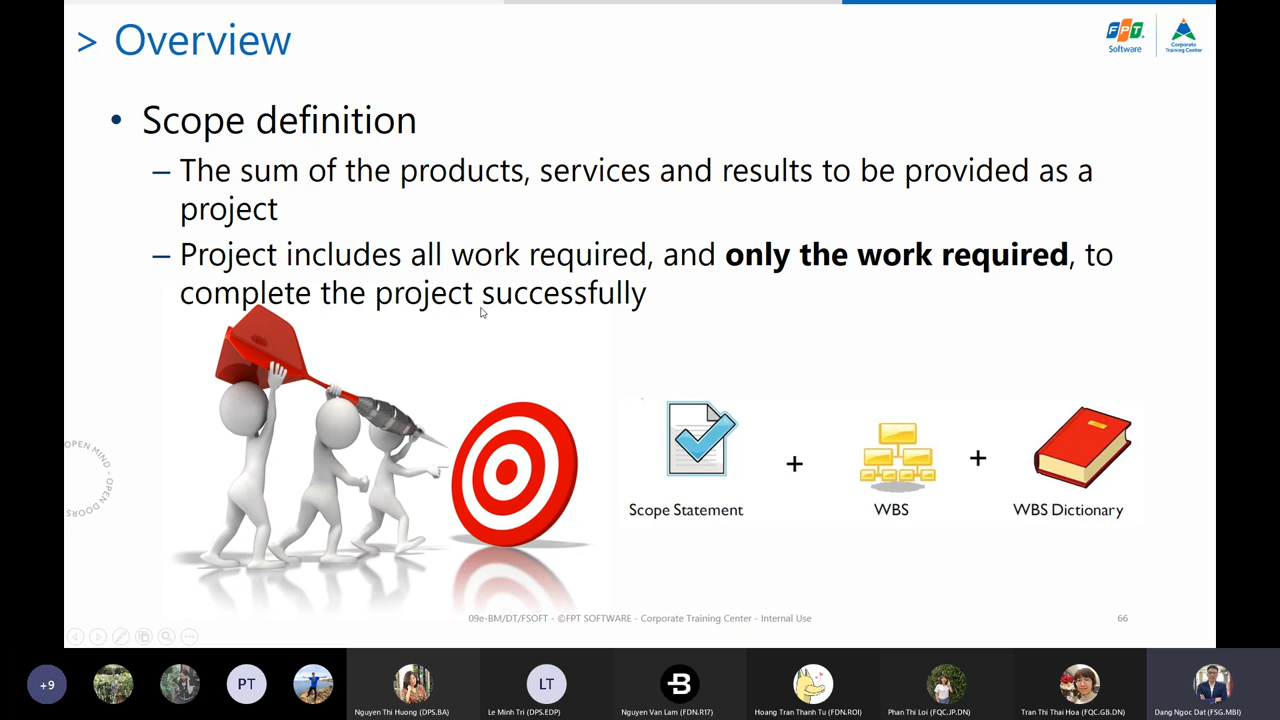 > Overview
FPT
Software
Corporate
Training Center
• Scope definition
– The sum of the products, services and results to be provided as a
project
– Project includes all work required, and only the work required, to
complete the project successfully
OPEN MIND - OPEN DOORS
+
+
Scope Statement
WBS
WBS Dictionary
09e-BM/DT/FSOFT - ©FPT SOFTWARE - Corporate Training Center - Internal Use
66
+9
PT
LT
B
Nguyen Thi Huong (DPS.BA)
Le Minh Tri (DPS.EDP)
Nguyen Van Lam (FDN.R17)
Hoang Tran Thanh Tu (FDN.ROI)
Phan Thi Loi (FQC.JP.DN)
Tran Thi Thai Hoa (FQC.GB.DN)
Dang Ngoc Dat (FSG.MBI)